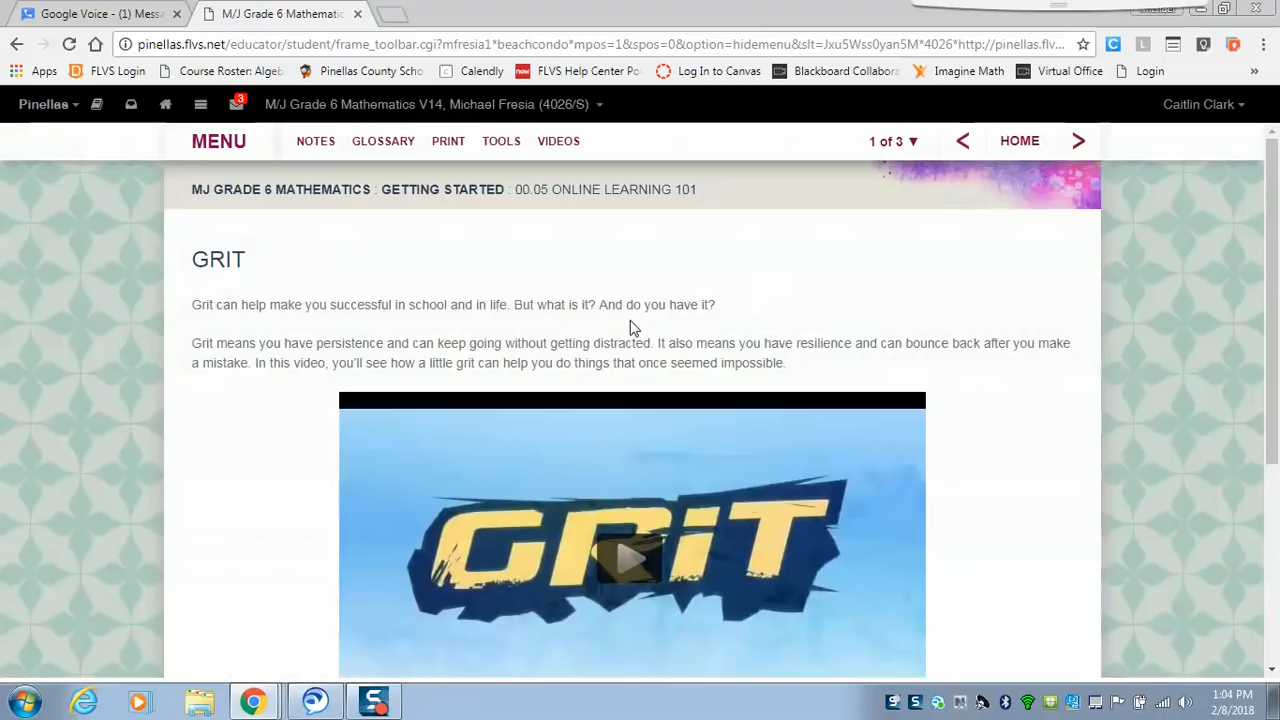 Google Voice - (1) Messa
M/J Grade 6 Mathematic
pinellas.flvs.net/educator/student/frame_toolbar.cgi?mfresia1*beachcondo*mpos=1&spos=0&option=hidemenu&slt=Jxu5Wss0yanEM*4026*http://pinellas.flv...
Apps FLVS Login Course Roster: Algeb Pinellas County Scho Calendly FLVS Help Center Po Log In to Canvas Blackboard Collabora Imagine Math Virtual Office Login »
Pinellas 3 M/J Grade 6 Mathematics V14, Michael Fresia (4026/S) Caitlin Clark
MENU NOTES GLOSSARY PRINT TOOLS VIDEOS 1 of 3 ▼ < HOME >
MJ GRADE 6 MATHEMATICS : GETTING STARTED : 00.05 ONLINE LEARNING 101
GRIT
Grit can help make you successful in school and in life. But what is it? And do you have it?
Grit means you have persistence and can keep going without getting distracted. It also means you have resilience and can bounce back after you make
a mistake. In this video, you'll see how a little grit can help you do things that once seemed impossible.
GRiT
1:04 PM
2/8/2018